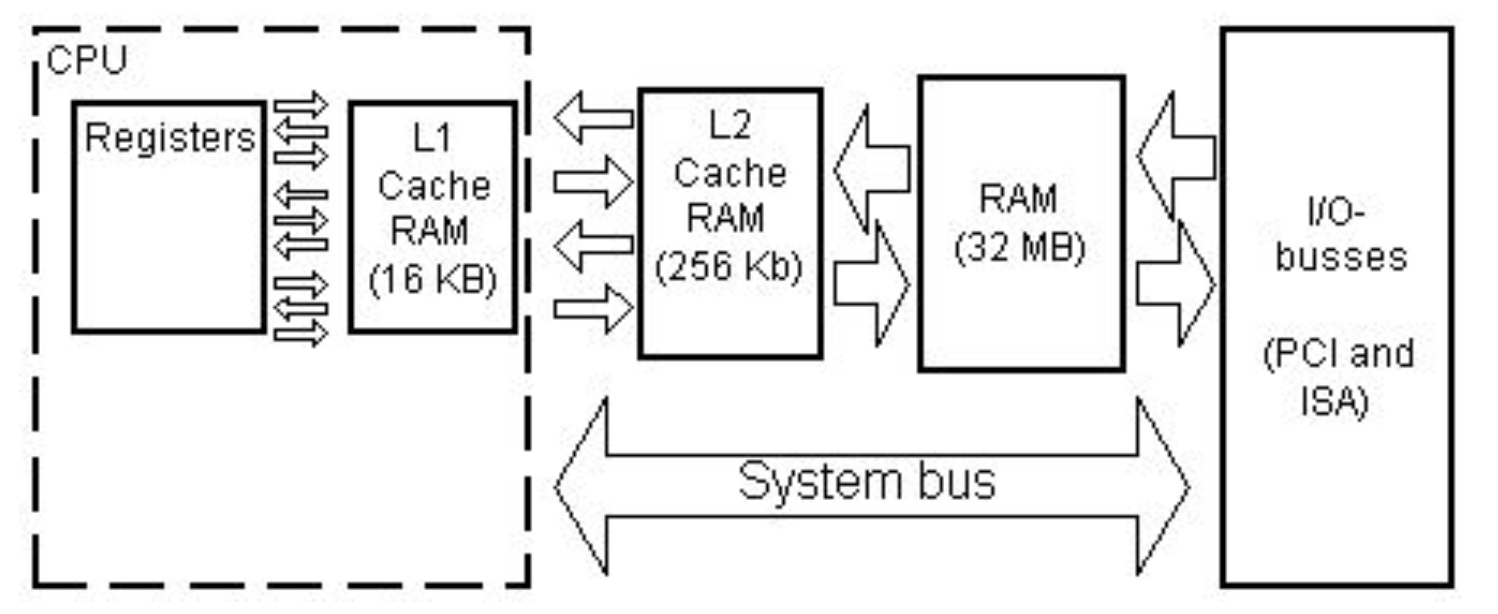 CPU
Registers
L1
Cache
RAM
(16 KB)
L2
Cache
RAM
(256 Kb)
RAM
(32 MB)
I/O-
busses
(PCI and
ISA)
System bus